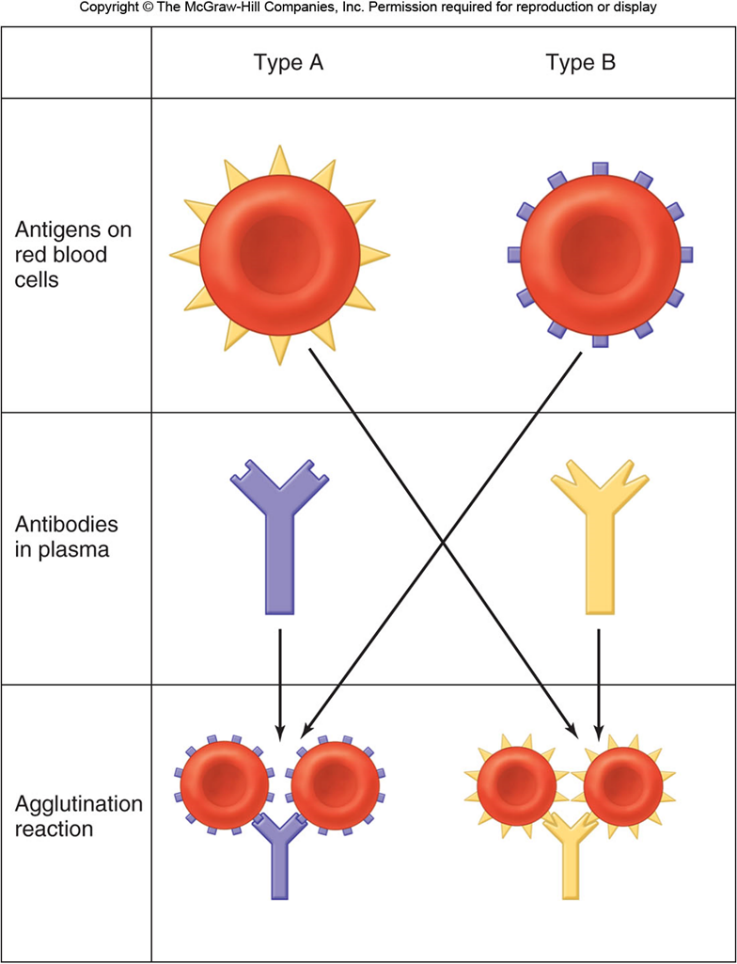 Copyright © The McGraw-Hill Companies, Inc. Permission required for reproduction or display
Type A
Type B
Antigens on
red blood
cells
Antibodies
in plasma
Agglutination
reaction